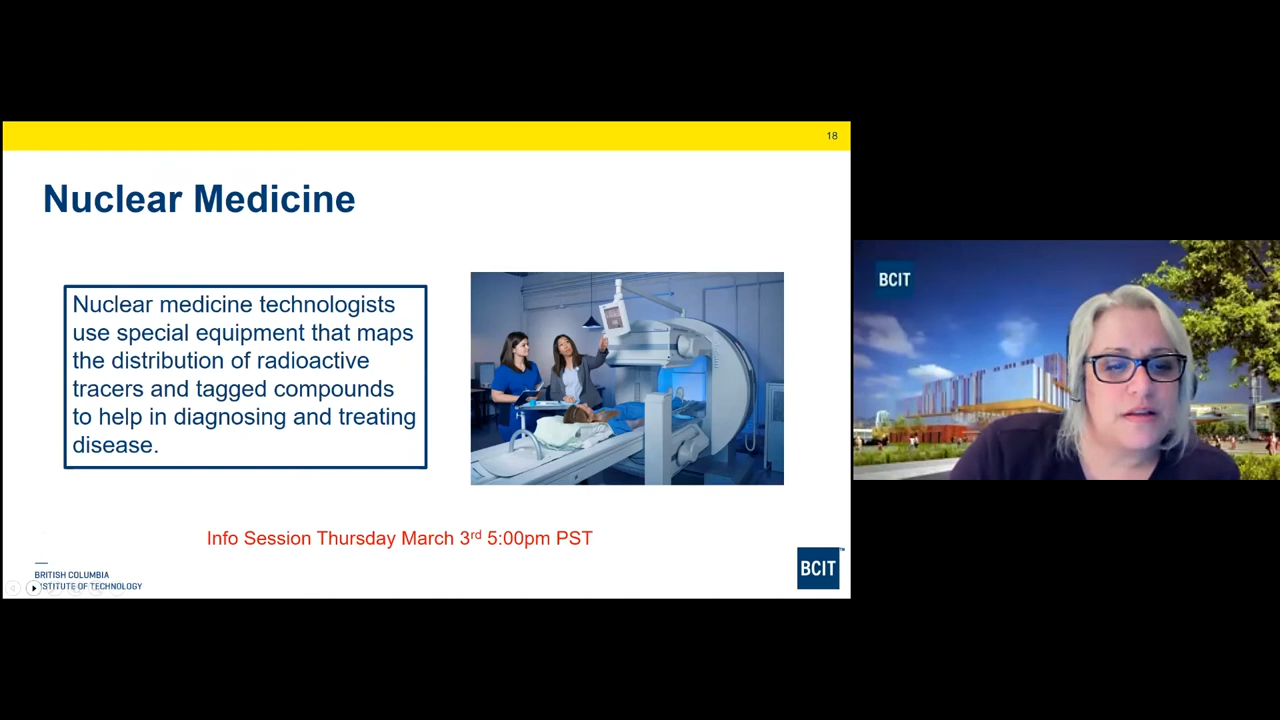 18
Nuclear Medicine
Nuclear medicine technologists
use special equipment that maps
the distribution of radioactive
tracers and tagged compounds
to help in diagnosing and treating
disease.
Info Session Thursday March 3rd 5:00pm PST
BRITISH COLUMBIA
INSTITUTE OF TECHNOLOGY
BCIT
TM
BCIT